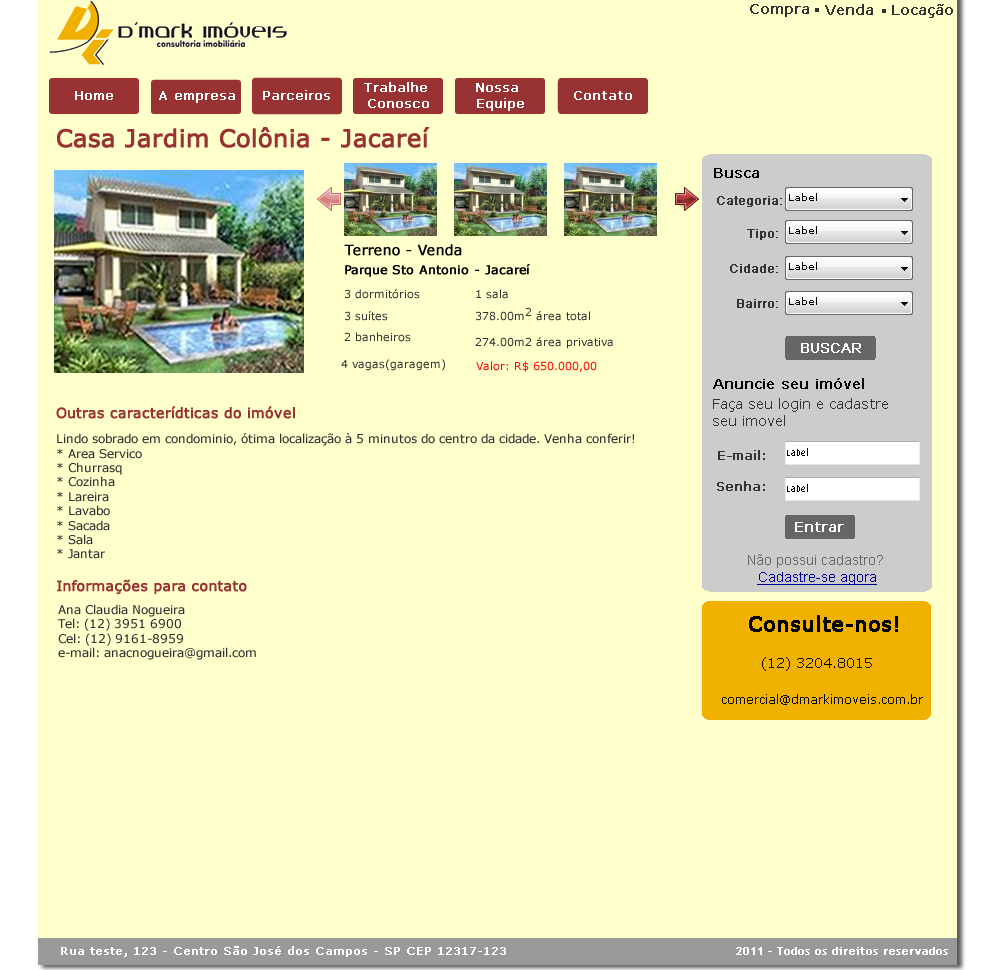 Compra ▪ Venda ▪ Locação
D'mark imóveis
consultoria imobiliária
Home
A empresa
Parceiros
Trabalhe
Conosco
Nossa
Equipe
Contato
Casa Jardim Colônia - Jacareí
Terreno - Venda
Parque Sto Antonio - Jacareí
3 dormitórios
1 sala
3 suítes
378.00m2 área total
2 banheiros
274.00m2 área privativa
4 vagas(garagem)
Valor: R$ 650.000,00
Outras caracterídticas do imóvel
Lindo sobrado em condominio, ótima localização à 5 minutos do centro da cidade. Venha conferir!
* Area Servico
* Churrasq
* Cozinha
* Lareira
* Lavabo
* Sacada
* Sala
* Jantar
Informações para contato
Ana Claudia Nogueira
Tel: (12) 3951 6900
Cel: (12) 9161-8959
e-mail: anacnogueira@gmail.com
Busca
Categoria: Label
Tipo: Label
Cidade: Label
Bairro: Label
BUSCAR
Anuncie seu imóvel
Faça seu login e cadastre
seu imovel
E-mail: Label
Senha: Label
Entrar
Não possui cadastro?
Cadastre-se agora
Consulte-nos!
(12) 3204.8015
comercial@dmarkimoveis.com.br
Rua teste, 123 - Centro São José dos Campos - SP CEP 12317-123
2011 - Todos os direitos reservados